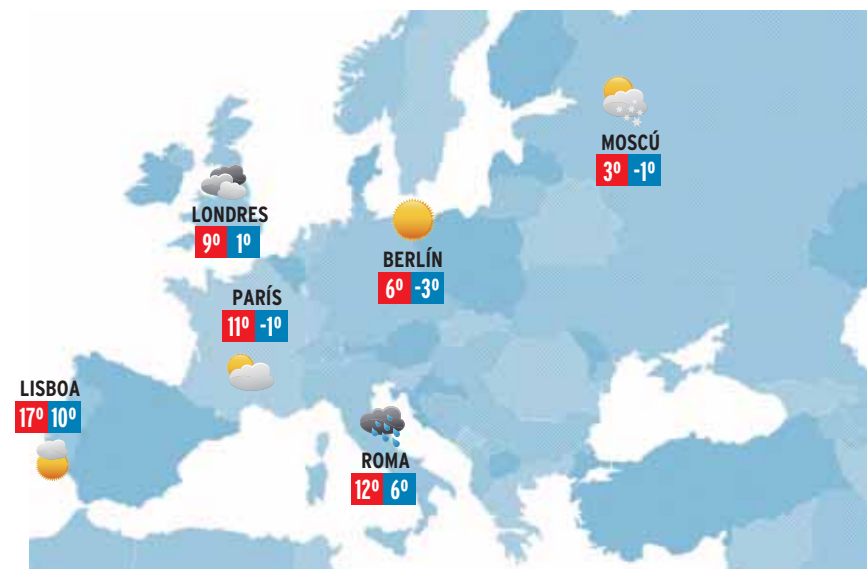 MOSCÚ
3º -1º
LONDRES
9º 1º
BERLÍN
6º -3º
PARÍS
11º -1º
LISBOA
17º 10º
ROMA
12º 6º